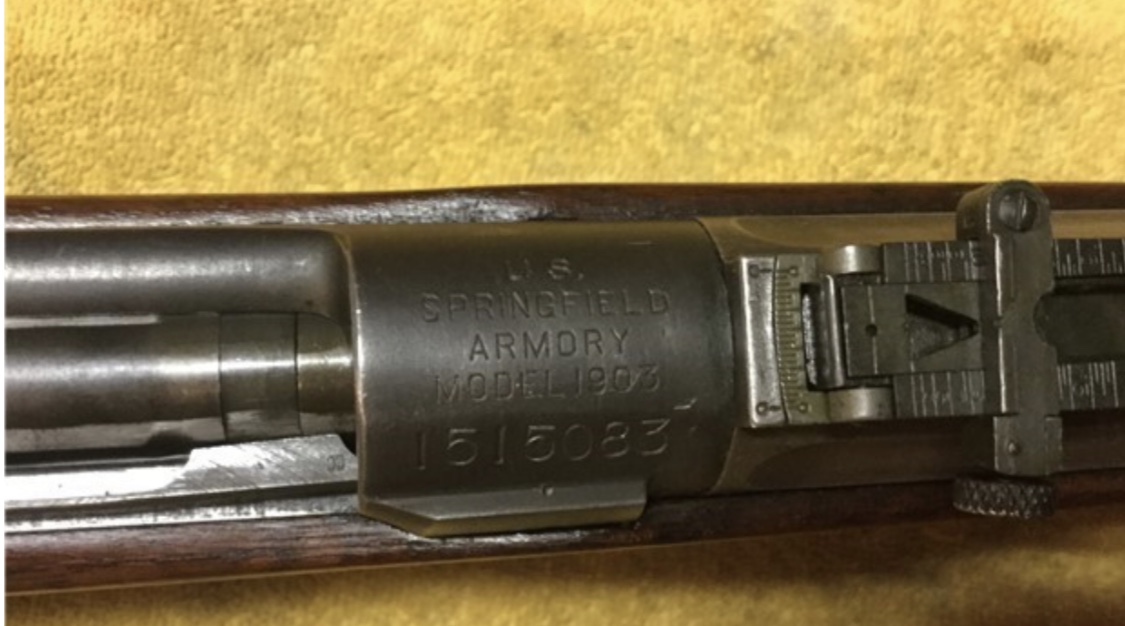 U.S.
SPRINGFIELD
ARMORY
MODEL 1903
1515083